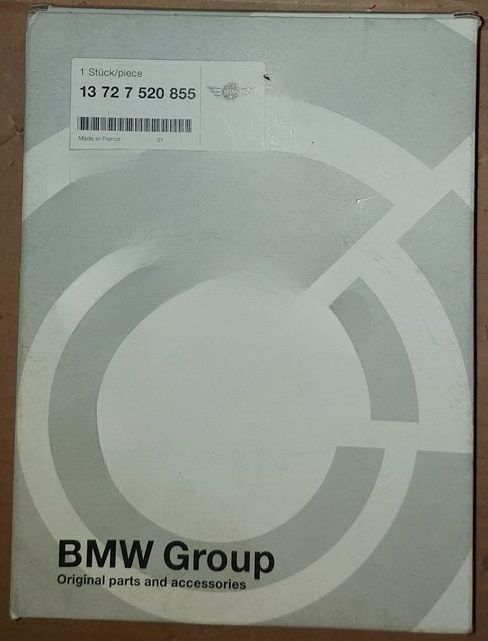 1 Stück/piece
13 72 7 520 855
Made in France 01
BMW Group
Original parts and accessories